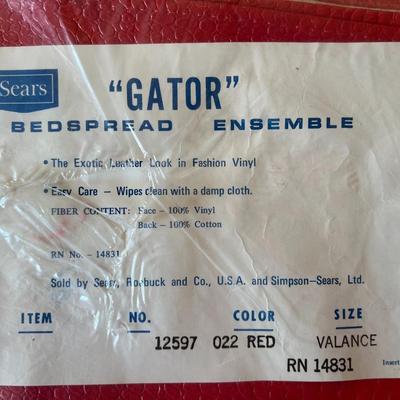 Sears
"GATOR"
BEDSPREAD ENSEMBLE
• The Exotic Leather Look in Fashion Vinyl
• Easy Care – Wipes clean with a damp cloth.
FIBER CONTENT: Face – 100% Vinyl
Back – 100% Cotton
RN No. – 14831
Sold by Sears, Roebuck and Co., U.S.A. and Simpson–Sears, Ltd.
ITEM NO. COLOR SIZE
12597 022 RED VALANCE
RN 14831
Insert